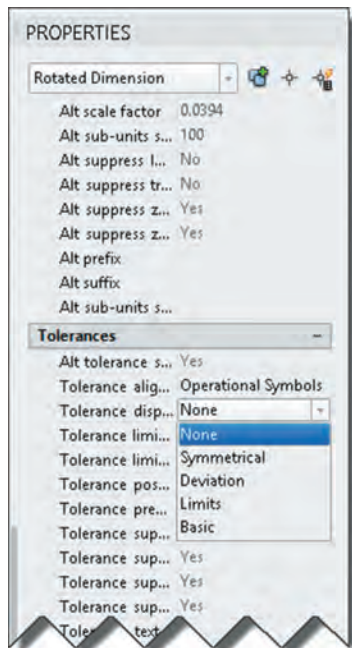 PROPERTIES
Rotated Dimension
Alt scale factor 0.0394
Alt sub-units s... 100
Alt suppress l... No
Alt suppress tr... No
Alt suppress z... Yes
Alt suppress z... Yes
Alt prefix
Alt suffix
Alt sub-units s...
Tolerances
Alt tolerance s... Yes
Tolerance alig... Operational Symbols
Tolerance disp... None
Tolerance limi... None
Tolerance limi... Symmetrical
Tolerance pos... Deviation
Tolerance pre... Limits
Tolerance sup... Basic
Tolerance sup... Yes
Tolerance sup... Yes
Tolerance sup... Yes
text